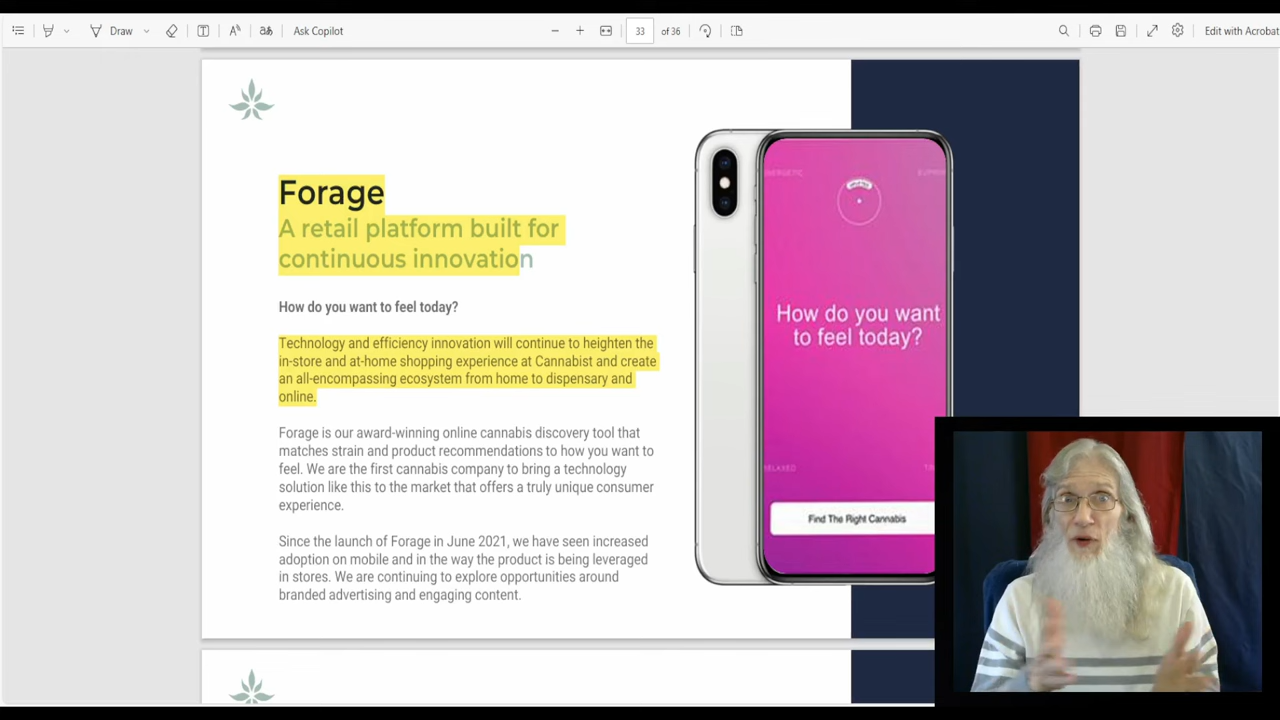 Draw
Ask Copilot
33 of 36
Edit with Acrobat
Forage
A retail platform built for
continuous innovation
How do you want to feel today?
Technology and efficiency innovation will continue to heighten the
in-store and at-home shopping experience at Cannabist and create
an all-encompassing ecosystem from home to dispensary and
online.
Forage is our award-winning online cannabis discovery tool that
matches strain and product recommendations to how you want to
feel. We are the first cannabis company to bring a technology
solution like this to the market that offers a truly unique consumer
experience.
Since the launch of Forage in June 2021, we have seen increased
adoption on mobile and in the way the product is being leveraged
in stores. We are continuing to explore opportunities around
branded advertising and engaging content.
How do you want
to feel today?
RELAXED
Find The Right Cannabis